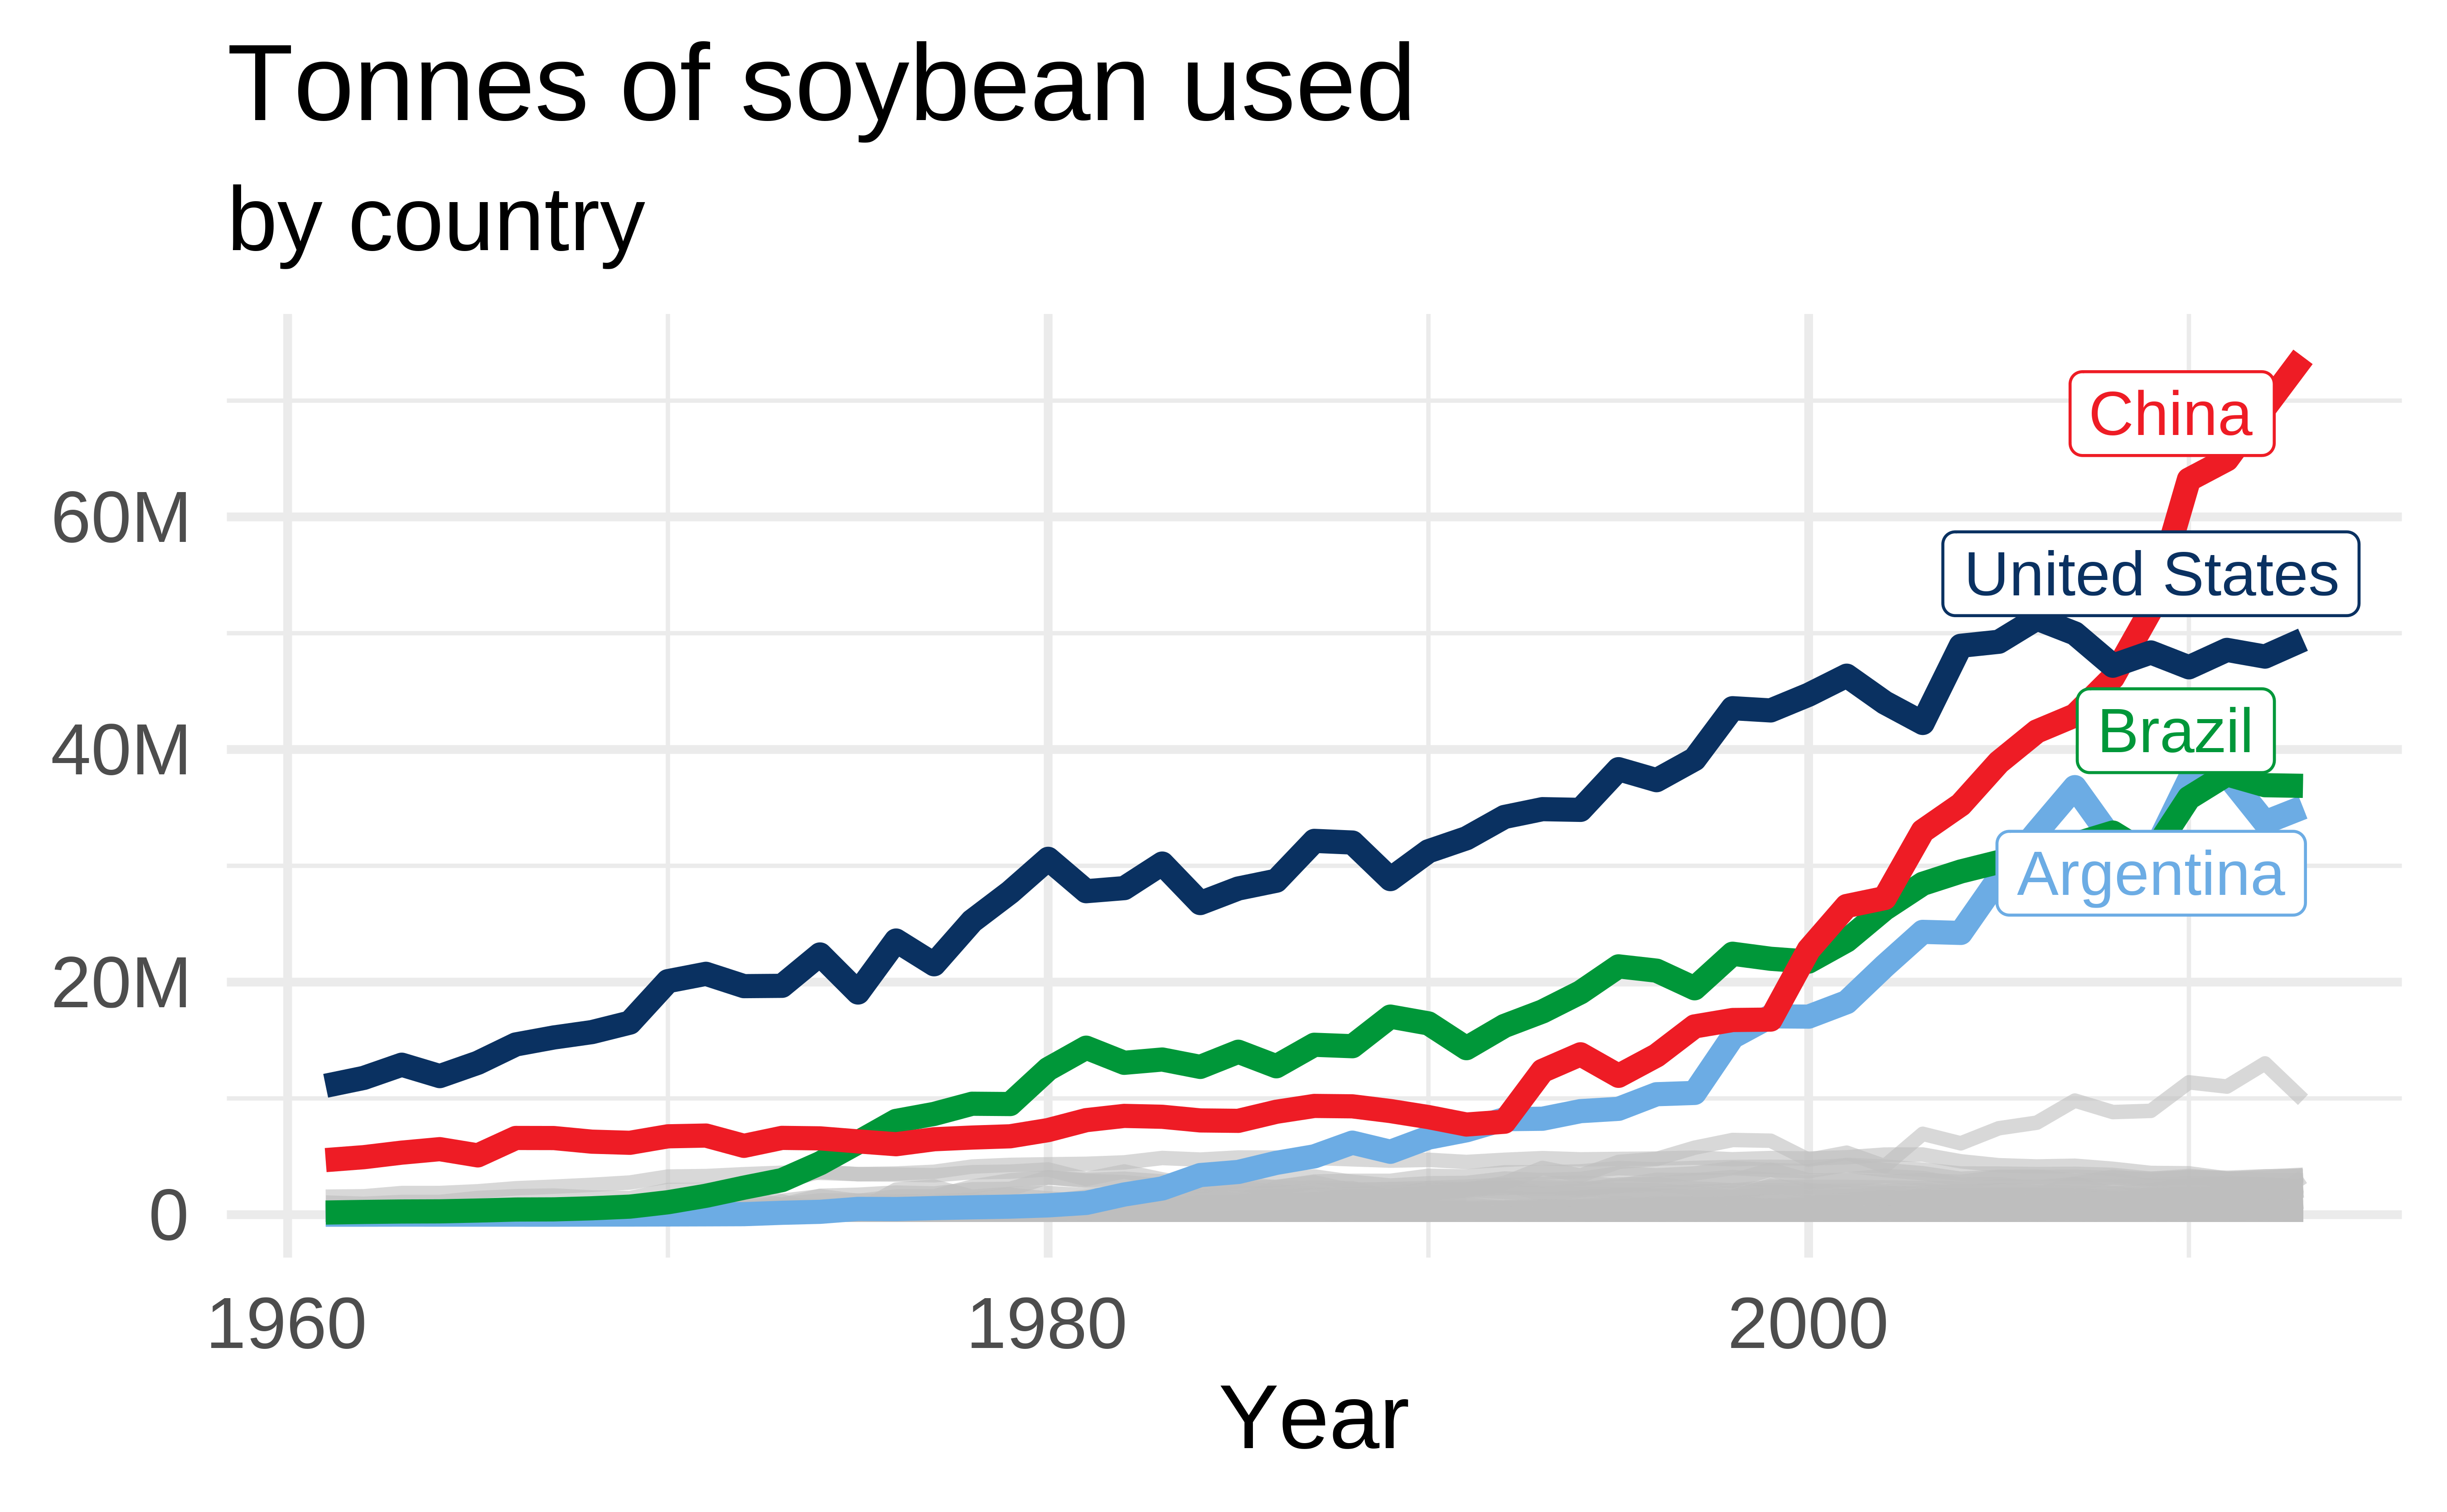 Tonnes of soybean used
by country
China
60M
United States
Brazil
40M
Argentina
20M
0
1960 1980 2000
Year